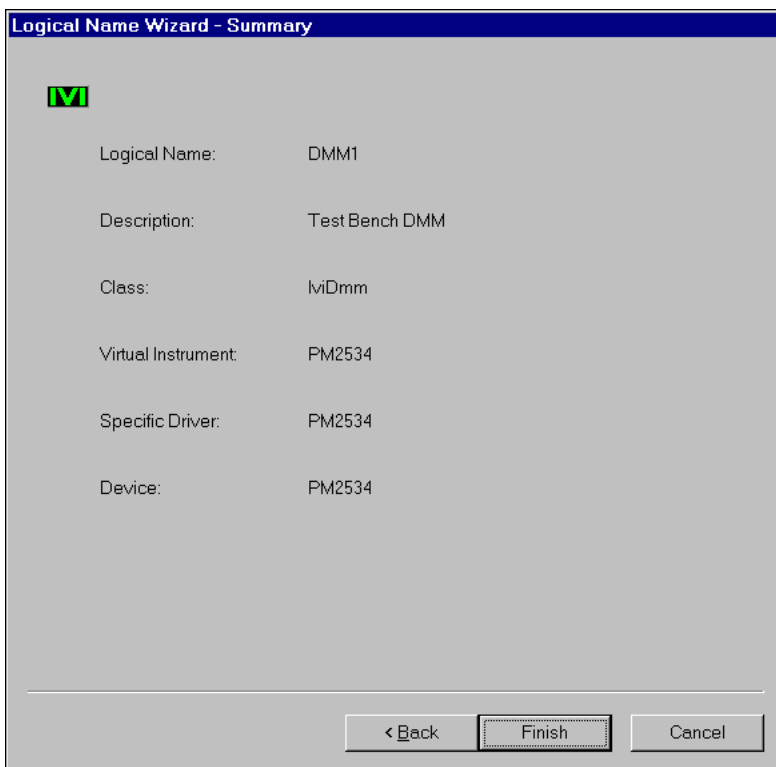 Logical Name Wizard - Summary
IVI
Logical Name: DMM1
Description: Test Bench DMM
Class: IviDmm
Virtual Instrument: PM2534
Specific Driver: PM2534
Device: PM2534
< Back Finish Cancel